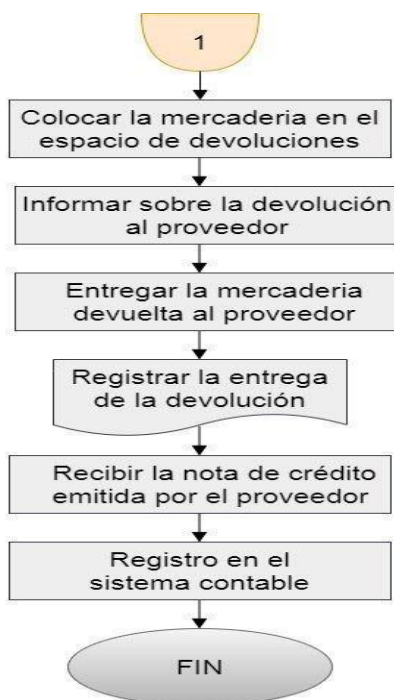 1
Colocar la mercaderia en el
espacio de devoluciones
Informar sobre la devolución
al proveedor
Entregar la mercaderia
devuelta al proveedor
Registrar la entrega
de la devolución
Recibir la nota de crédito
emitida por el proveedor
Registro en el
sistema contable
FIN